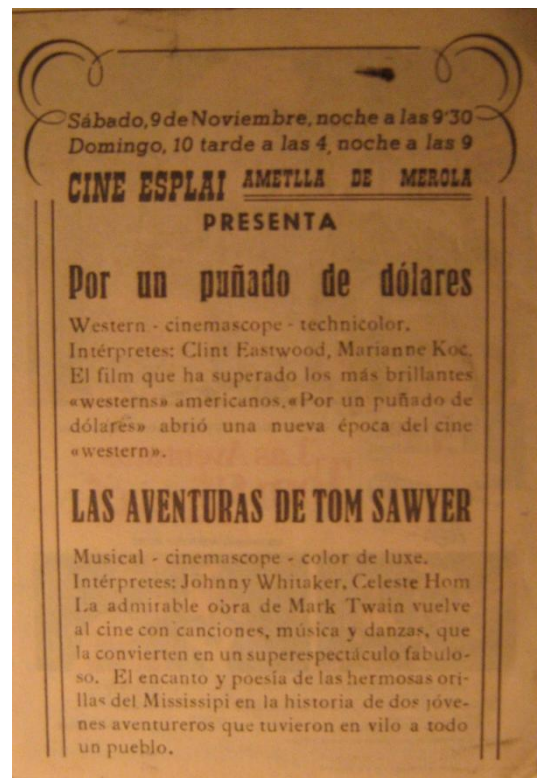 Sábado, 9 de Noviembre, noche a las 9'30
Domingo, 10 tarde a las 4, noche a las 9
CINE ESPLAI AMETLLA DE MEROLA
PRESENTA
Por un puñado de dólares
Western - cinemascope - technicolor.
Intérpretes: Clint Eastwood, Marianne Koc.
El film que ha superado los más brillantes
«westerns» americanos. «Por un puñado de
dólares» abrió una nueva época del cine
«western».
LAS AVENTURAS DE TOM SAWYER
Musical - cinemascope - color de luxe.
Intérpretes: Johnny Whitaker, Celeste Hom
La admirable obra de Mark Twain vuelve
al cine con canciones, música y danzas, que
la convierten en un superespectáculo fabulo-
so. El encanto y poesía de las hermosas ori-
llas del Mississipi en la historia de dos jóve-
nes aventureros que tuvieron en vilo a todo
un pueblo.